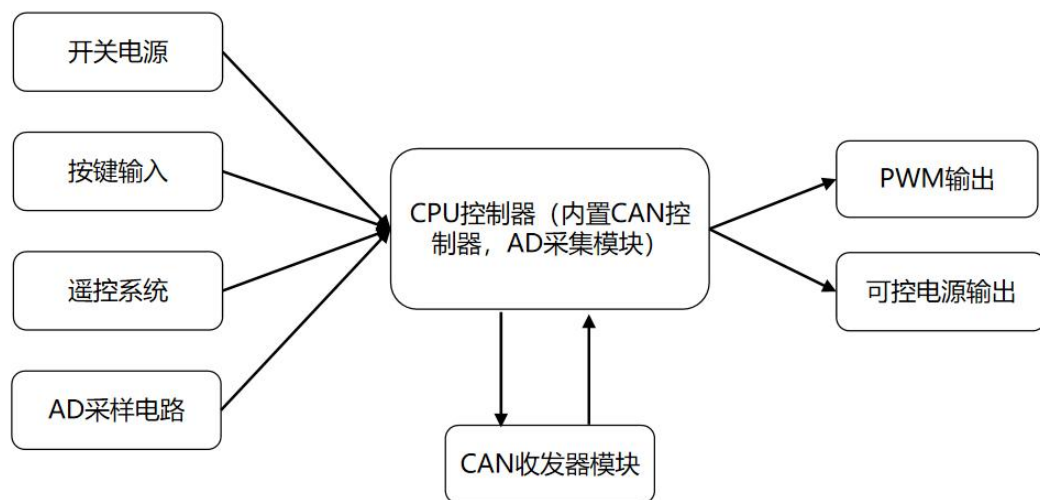 开关电源
按键输入
遥控系统
AD采样电路
CPU控制器（内置CAN控
制器，AD采集模块）
CAN收发器模块
PWM输出
可控电源输出